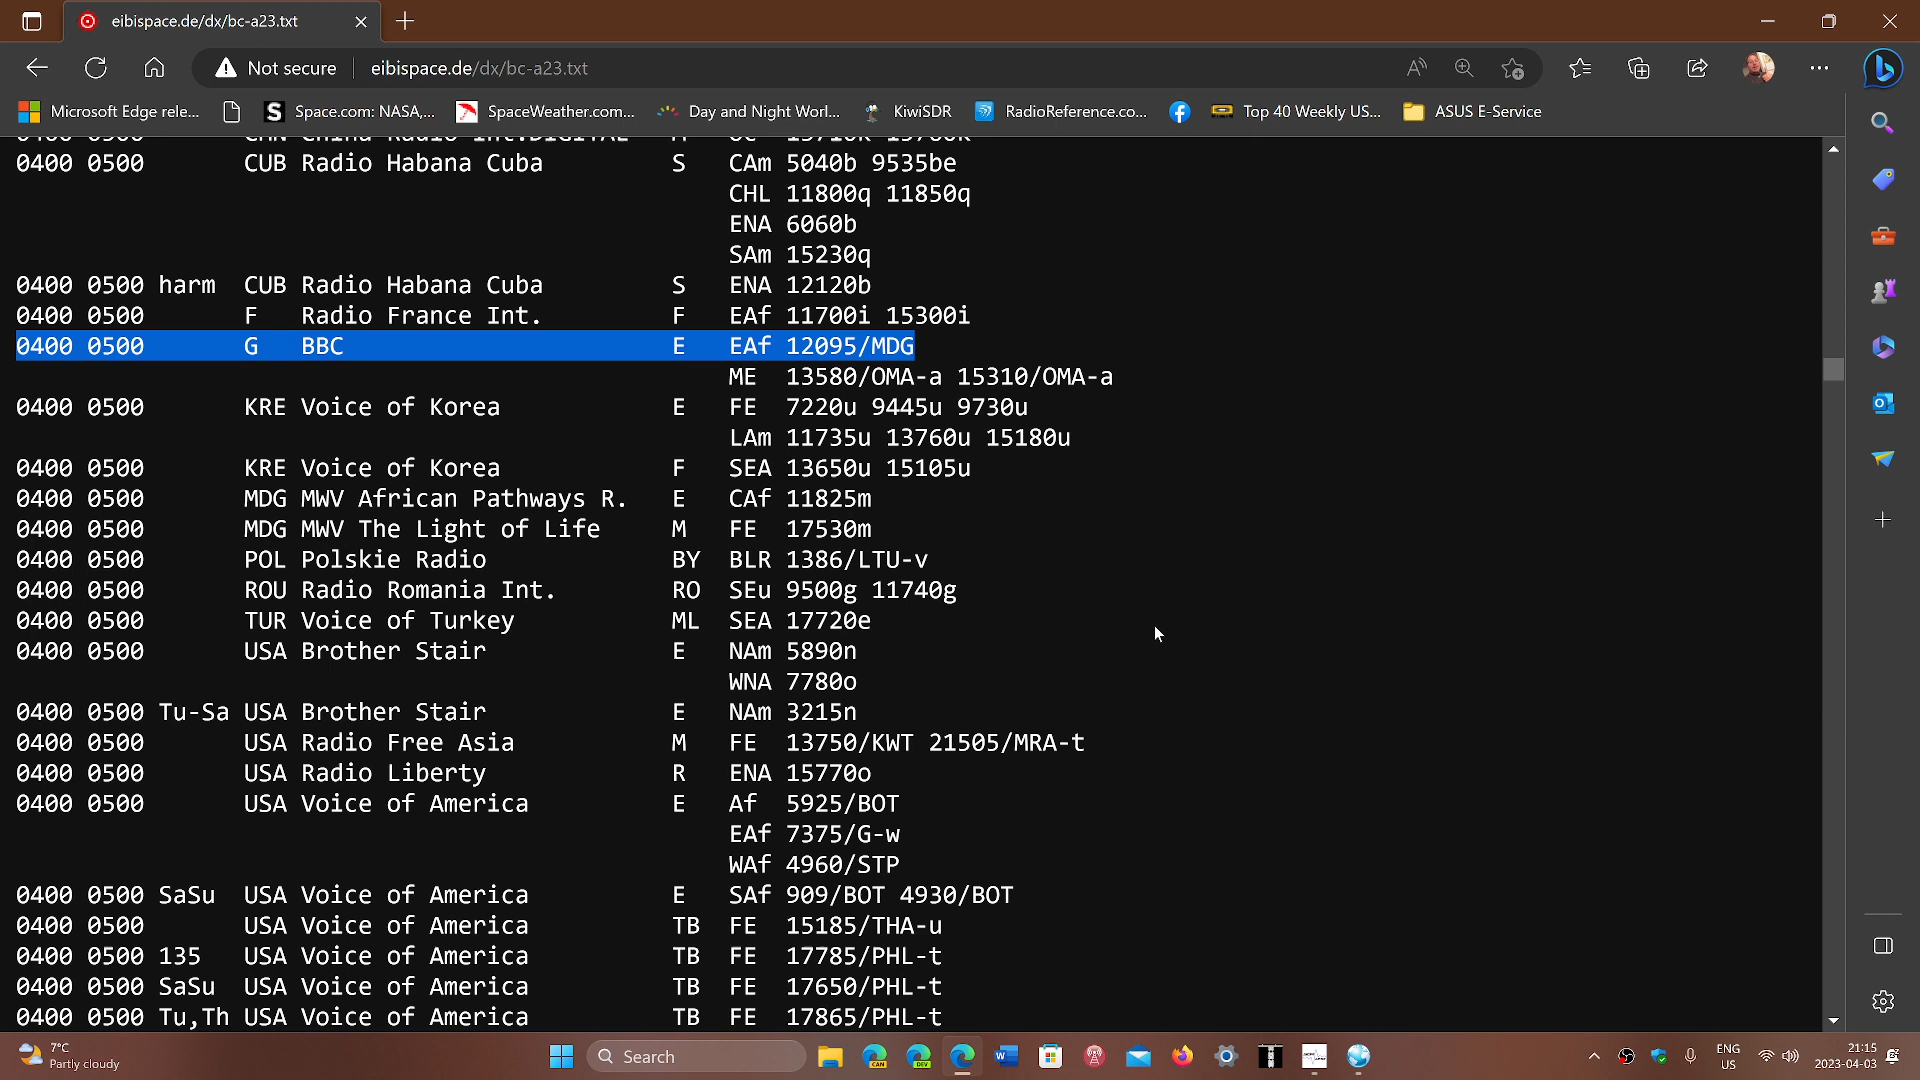 eibispace.de/dx/bc-a23.txt
Not secure eibispace.de/dx/bc-a23.txt
Microsoft Edge rele... Space.com: NASA,... SpaceWeather.com... Day and Night Worl... KiwiSDR RadioReference.co... Top 40 Weekly US... ASUS E-Service
0400 0500 CUB Radio Habana Cuba S CAm 5040b 9535be
CHL 11800q 11850q
ENA 6060b
SAm 15230q
0400 0500 harm CUB Radio Habana Cuba S ENA 12120b
0400 0500 F Radio France Int. F EAf 11700i 15300i
0400 0500 G BBC E EAf 12095/MDG
ME 13580/OMA-a 15310/OMA-a
0400 0500 KRE Voice of Korea E FE 7220u 9445u 9730u
LAm 11735u 13760u 15180u
0400 0500 KRE Voice of Korea F SEA 13650u 15105u
0400 0500 MDG MWV African Pathways R. E CAf 11825m
0400 0500 MDG MWV The Light of Life M FE 17530m
0400 0500 POL Polskie Radio BY BLR 1386/LTU-v
0400 0500 ROU Radio Romania Int. RO SEu 9500g 11740g
0400 0500 TUR Voice of Turkey ML SEA 17720e
0400 0500 USA Brother Stair E NAm 5890n
WNA 7780o
0400 0500 Tu-Sa USA Brother Stair E NAm 3215n
0400 0500 USA Radio Free Asia M FE 13750/KWT 21505/MRA-t
0400 0500 USA Radio Liberty R ENA 15770o
0400 0500 USA Voice of America E Af 5925/BOT
EAf 7375/G-w
WAf 4960/STP
0400 0500 SaSu USA Voice of America E SAf 909/BOT 4930/BOT
0400 0500 USA Voice of America TB FE 15185/THA-u
0400 0500 135 USA Voice of America TB FE 17785/PHL-t
0400 0500 SaSu USA Voice of America TB FE 17650/PHL-t
0400 0500 Tu,Th USA Voice of America TB FE 17865/PHL-t
7°C
Partly cloudy
Search
ENG
US
21:15
2023-04-03